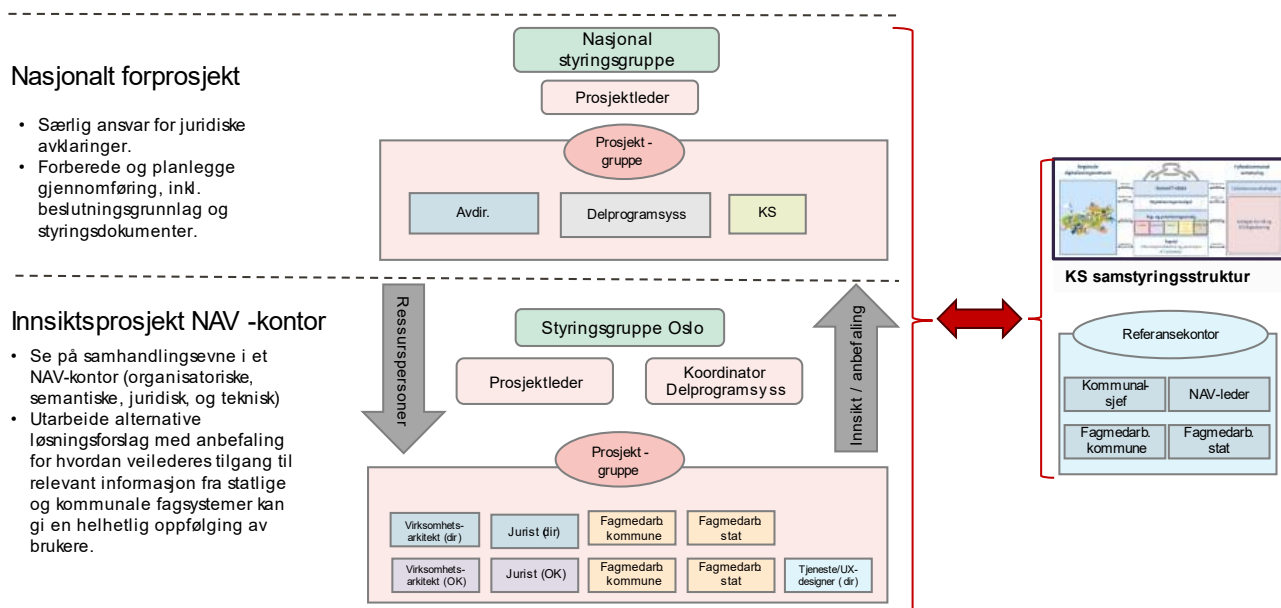 Nasjonalt forprosjekt
• Særlig ansvar for juridiske
avklaringer.
• Forberede og planlegge
gjennomføring, inkl.
beslutningsgrunnlag og
styringsdokumenter.
Nasjonal
styringsgruppe
Prosjektleder
Prosjekt -
gruppe
Avdir.
Delprogramsyss
KS
Innsiktsprosjekt NAV -kontor
• Se på samhandlingsevne i et
NAV-kontor (organisatoriske,
semantiske, juridisk, og teknisk)
• Utarbeide alternative
løsningsforslag med anbefaling
for hvordan veilederes tilgang til
relevant informasjon fra statlige
og kommunale fagsystemer kan
gi en helhetlig oppfølging av
brukere.
Ressurspersoner
Styringsgruppe Oslo
Prosjektleder
Koordinator
Delprogramsyss
Innsikt / anbefaling
Prosjekt -
gruppe
Virksomhets-
arkitekt (dir)
Jurist (dir)
Fagmedarb.
kommune
Fagmedarb.
stat
Virksomhets-
arkitekt (OK)
Jurist (OK)
Fagmedarb.
kommune
Fagmedarb.
stat
Tjeneste/UX-
designer (dir)
KS samstyringsstruktur
Referansekontor
Kommunal-
sjef
NAV-leder
Fagmedarb.
kommune
Fagmedarb.
stat